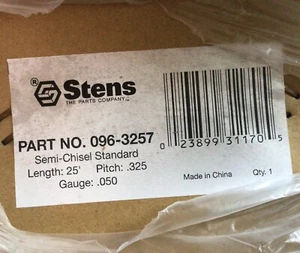 ® Stens
THE PARTS COMPANY™
PART NO. 096-3257
Semi-Chisel Standard
Length: 25' Pitch: .325
Gauge: .050
0 23899 31170 5
Made in China Qty. 1